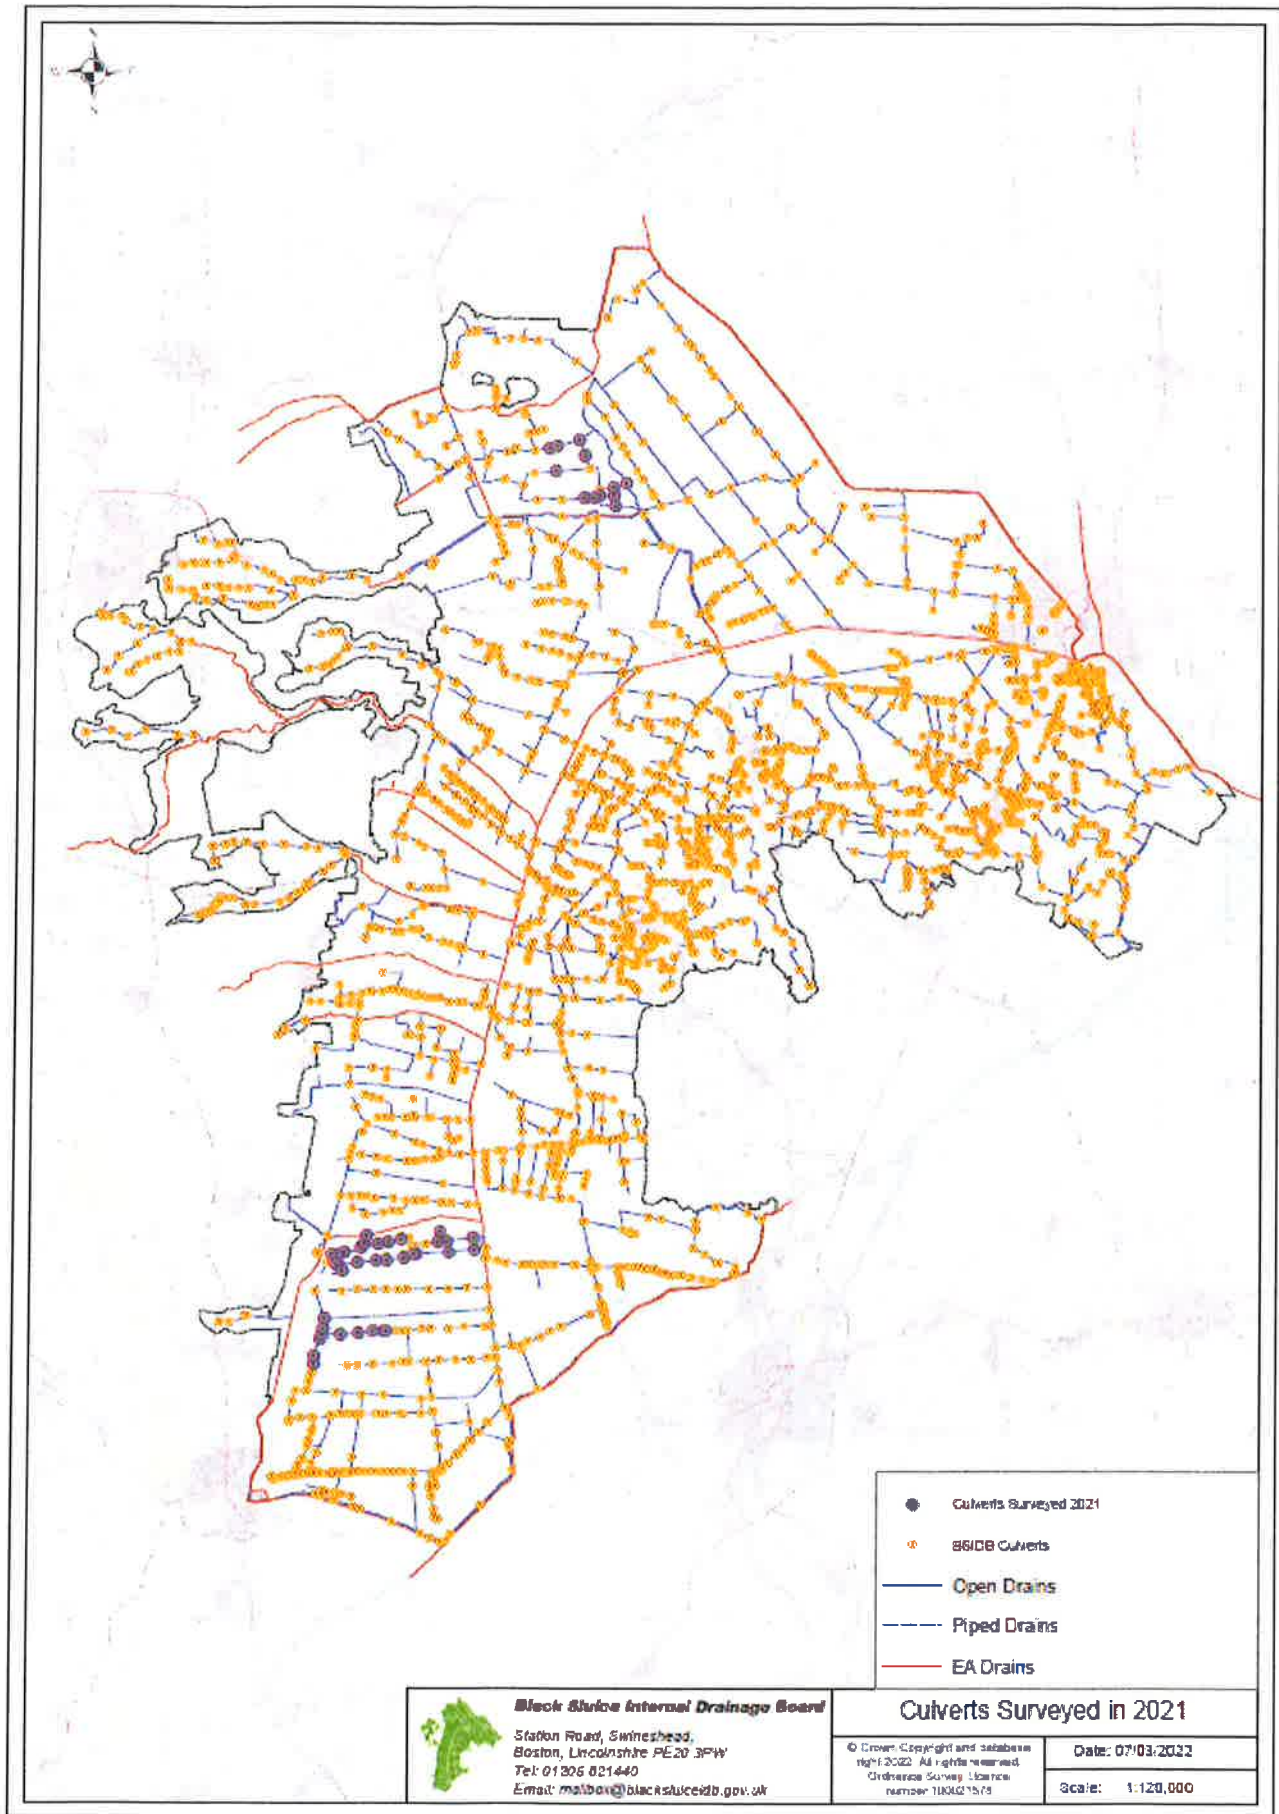 Culverts Surveyed 2021
BSIDB Culverts
Open Drains
Piped Drains
EA Drains
Black Sluice Internal Drainage Board
Station Road, Swineshead,
Boston, Lincolnshire PE20 3PW
Tel: 01205 821440
Email: mailbox@blacksluiceidb.gov.uk
Culverts Surveyed in 2021
© Crown Copyright and database
right 2022. All rights reserved.
Ordnance Survey Licence
number
Date: 07/03/2022
Scale: 1:120,000